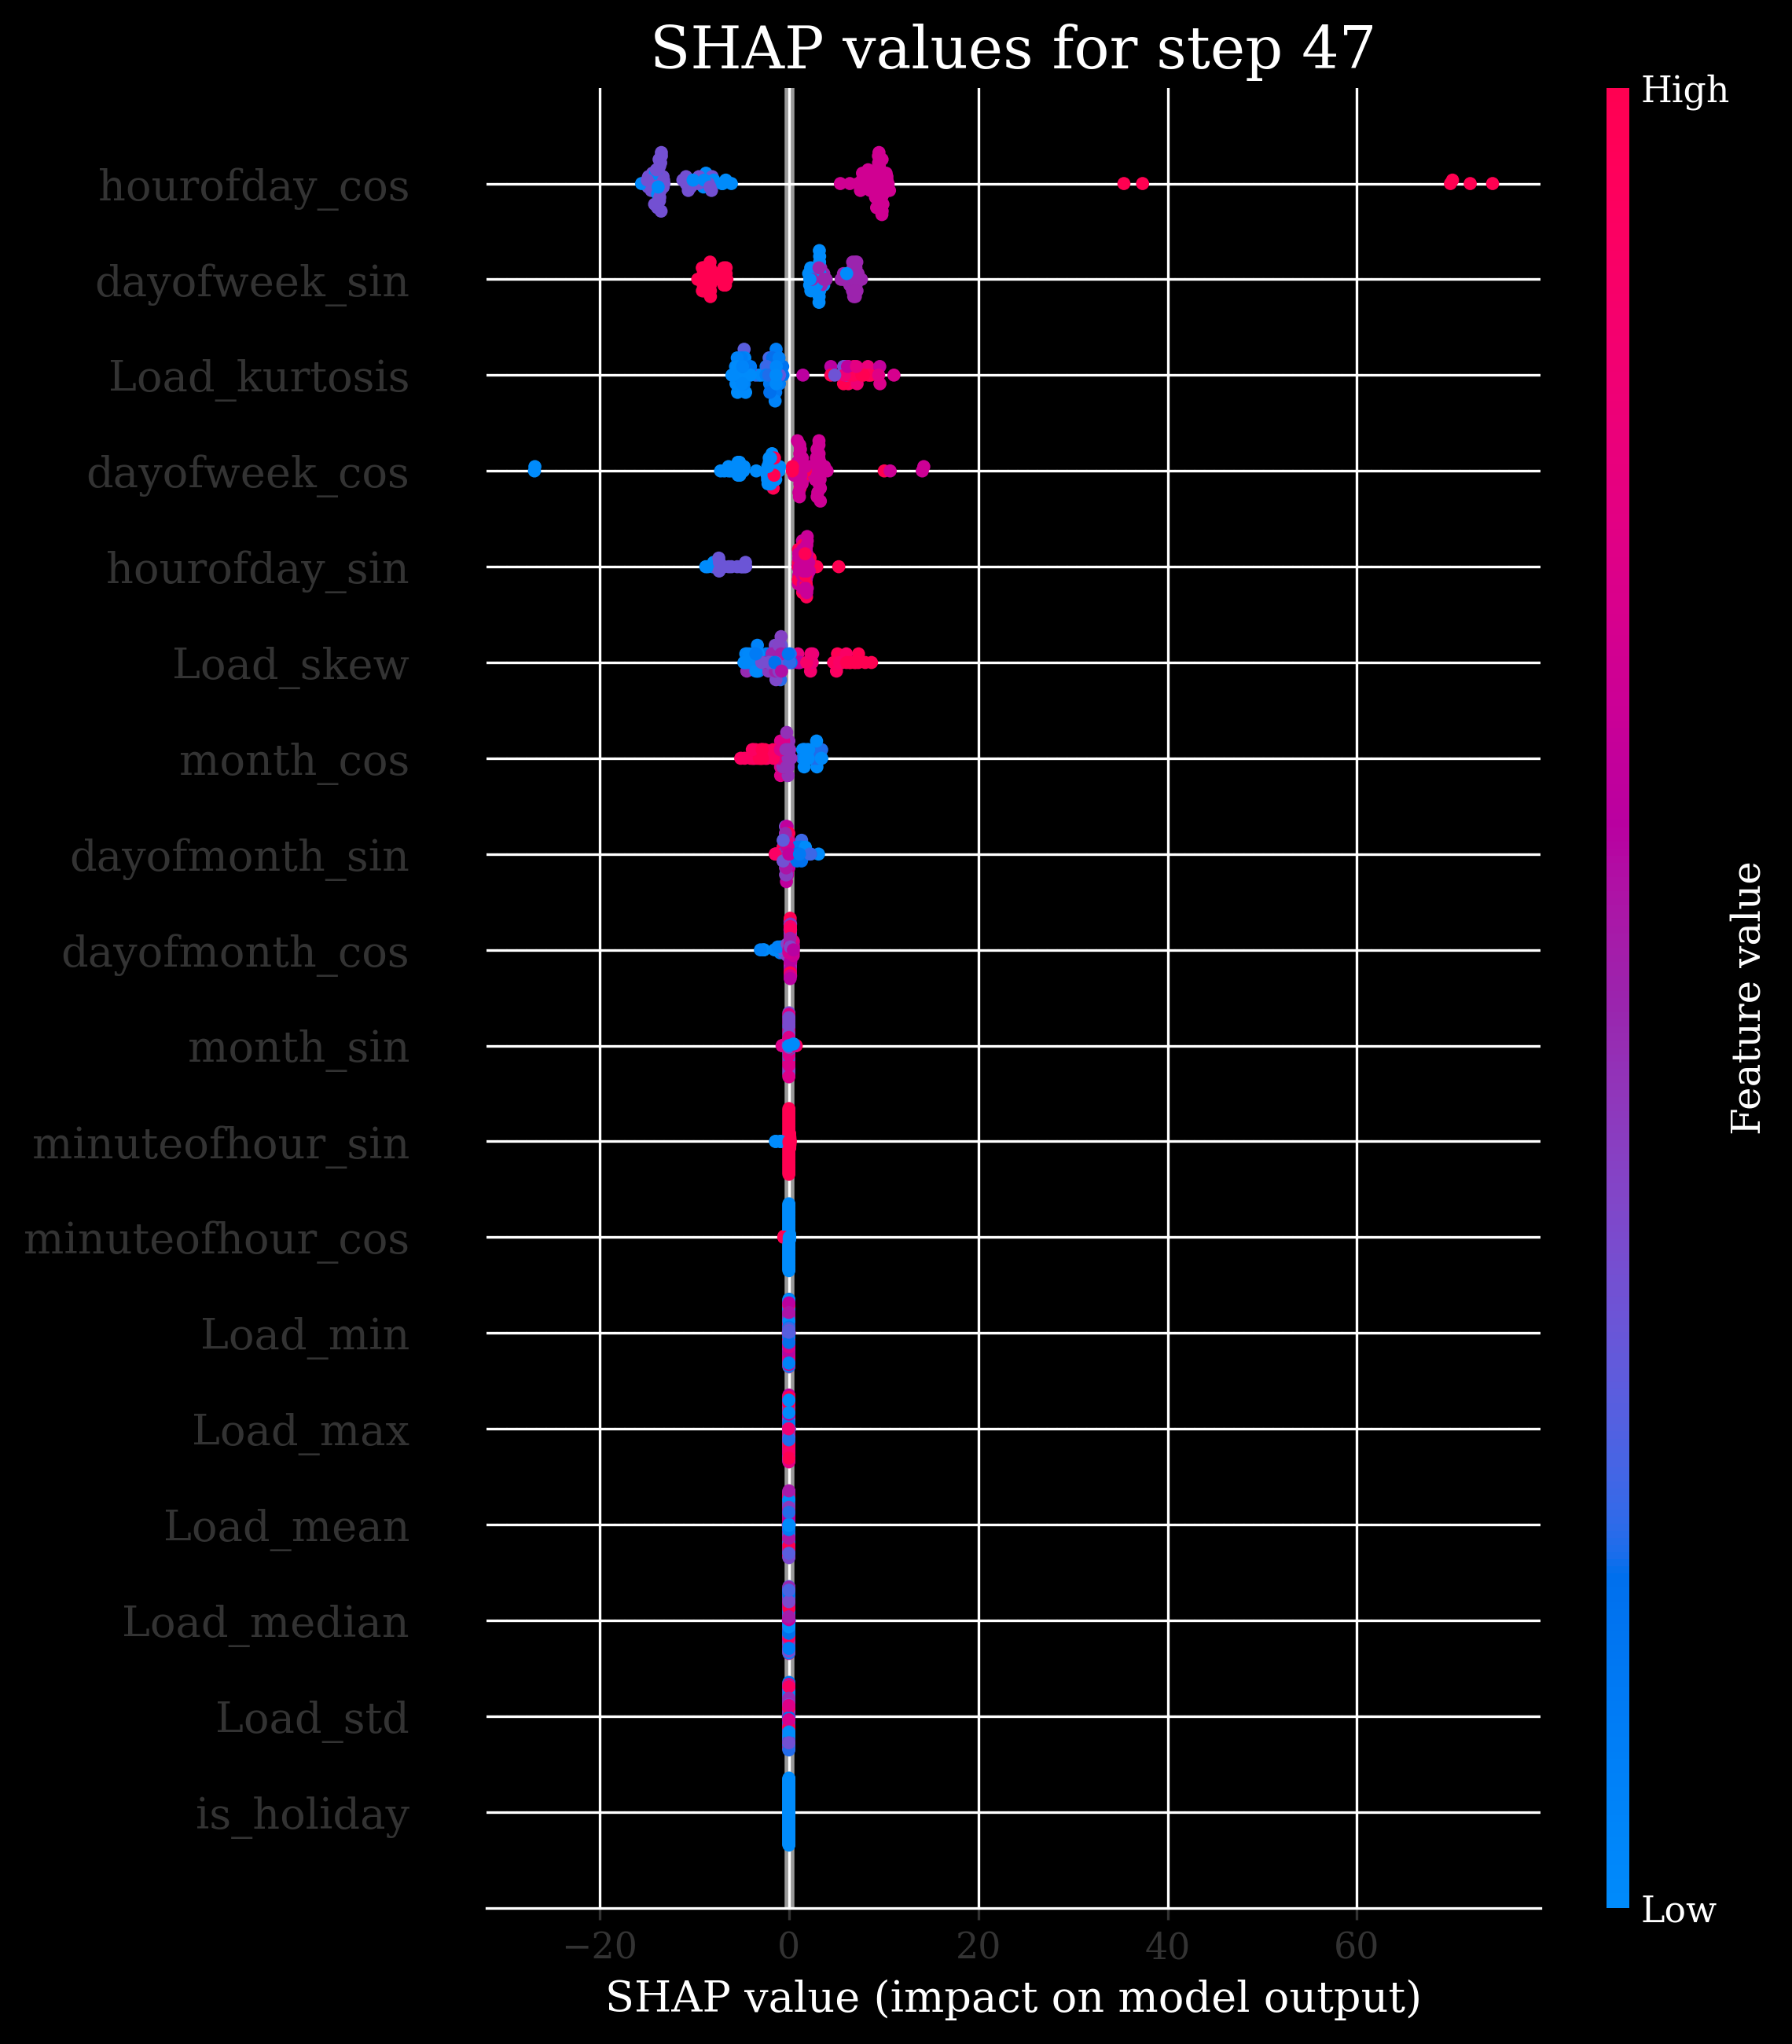 SHAP values for step 47
High
hourofday_cos
dayofweek_sin
Load_kurtosis
dayofweek_cos
hourofday_sin
Load_skew
month_cos
dayofmonth_sin
dayofmonth_cos
month_sin
minuteofhour_sin
minuteofhour_cos
Load_min
Load_max
Load_mean
Load_median
Load_std
is_holiday
Feature value
Low
−20 0 20 40 60
SHAP value (impact on model output)